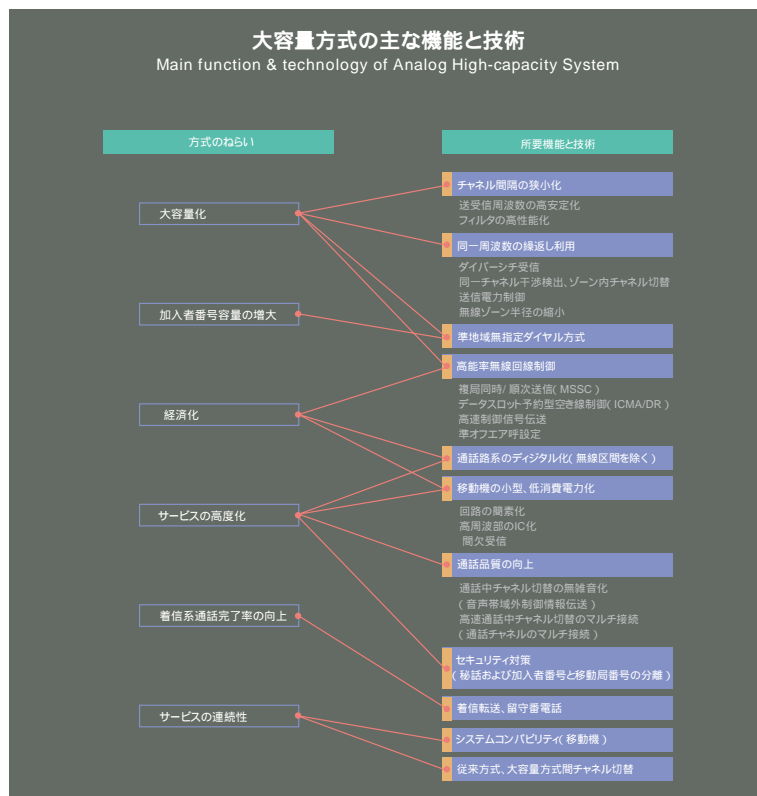 大容量方式の主な機能と技術
Main function & technology of Analog High-capacity System
方式のねらい
大容量化
加入者番号容量の増大
経済化
サービスの高度化
着信系通話完了率の向上
サービスの連続性
所要機能と技術
チャネル間隔の狭小化
送受信周波数の高安定化
フィルタの高性能化
同一周波数の繰返し利用
ダイバーシチ受信
同一チャネル干渉検出、ゾーン内チャネル切替
送信電力制御
無線ゾーン半径の縮小
準地域無指定ダイヤル方式
高能率無線回線制御
複局同時/順次送信(MSSC)
データスロット予約型空き線制御(ICMA/DR)
高速制御信号伝送
準オフエア呼設定
通話路系のディジタル化(無線区間を除く)
移動機の小型、低消費電力化
回路の簡素化
高周波部のIC化
間欠受信
通話品質の向上
通話中チャネル切替の無雑音化
(音声帯域外制御情報伝送)
高速通話中チャネル切替のマルチ接続
(通話チャネルのマルチ接続)
セキュリティ対策
(秘話および加入者番号と移動局番号の分離)
着信転送、留守番電話
システムコンパビリティ(移動機)
従来方式、大容量方式間チャネル切替